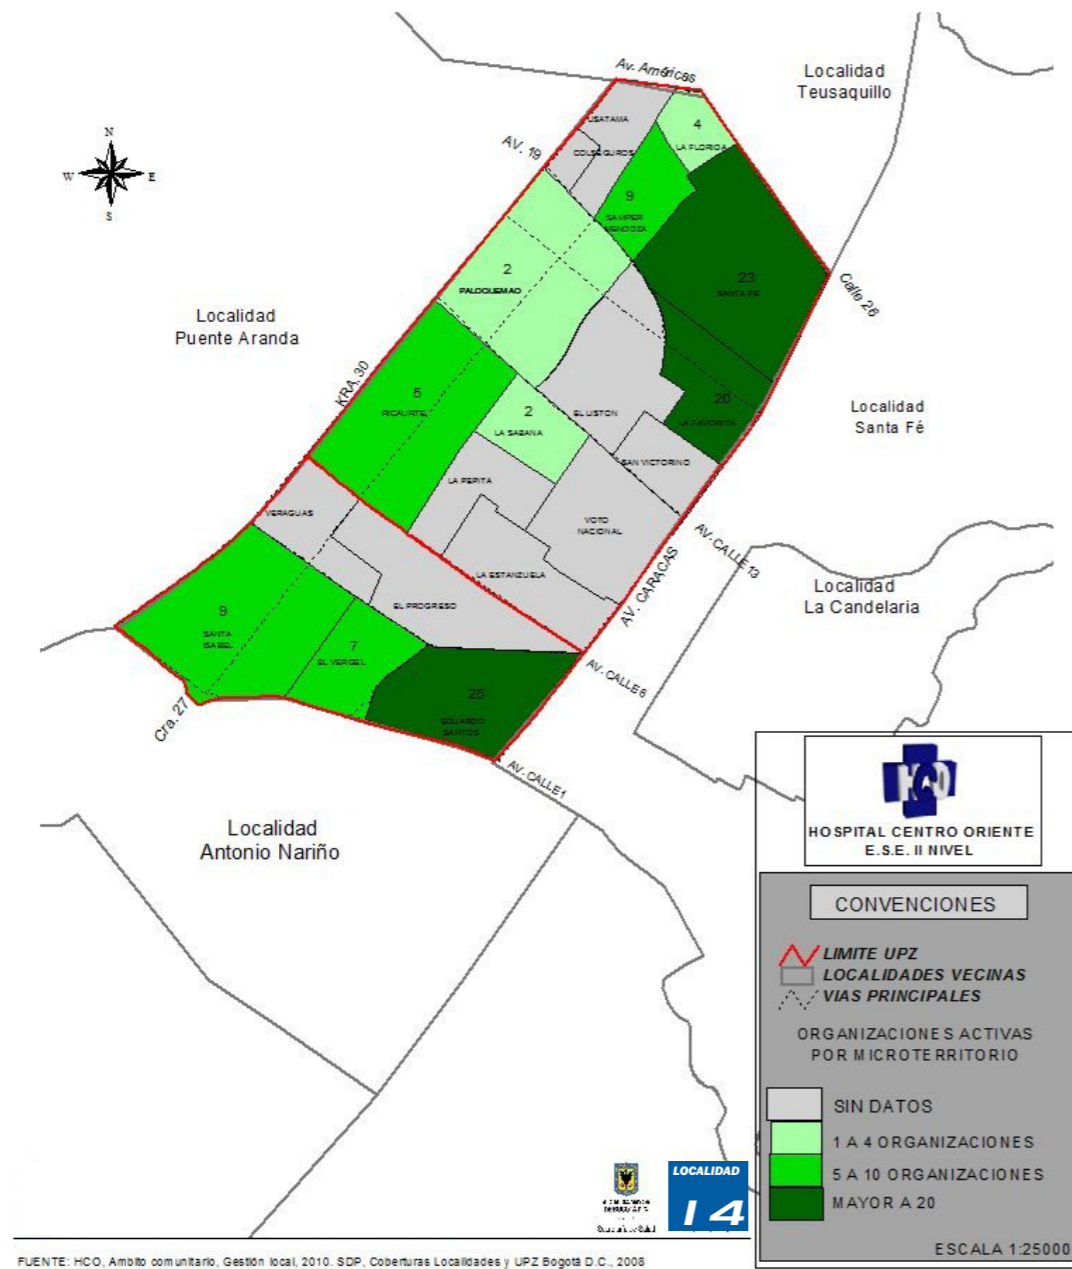 Av. Américas
Localidad
Teusaquillo
N
W E
S
AV. 19
USATAMA
COLSEGUROS
4
LA FLORIDA
9
SAMPER
MENDOZA
2
PALOQUEMAO
23
SANTA FE
Calle 26
Localidad
Puente Aranda
KRA. 30
RICAURTE
2
LA SABANA
EL LISTON
20
LA FAVORITA
Localidad
Santa Fé
SAN VICTORINO
LA PEPITA
VERAGUAS
VOTO
NACIONAL
AV. CALLE 13
LA ESTANZUELA
AV. CARACAS
Localidad
La Candelaria
EL PROGRESO
9
SANTA
ISABEL
7
EL VERGEL
AV. CALLE 6
25
EDUARDO
SANTOS
Cra. 27
AV. CALLE 1
Localidad
Antonio Nariño
HCO
HOSPITAL CENTRO ORIENTE
E.S.E. II NIVEL
CONVENCIONES
LIMITE UPZ
LOCALIDADES VECINAS
VIAS PRINCIPALES
ORGANIZACIONES ACTIVAS
POR MICROTERRITORIO
SIN DATOS
1 A 4 ORGANIZACIONES
5 A 10 ORGANIZACIONES
MAYOR A 20
ESCALA 1:25000
LOCALIDAD
14
FUENTE: HCO, Ambito comunitario, Gestión local, 2010. SDP, Coberturas Localidades y UPZ Bogotá D.C., 2008